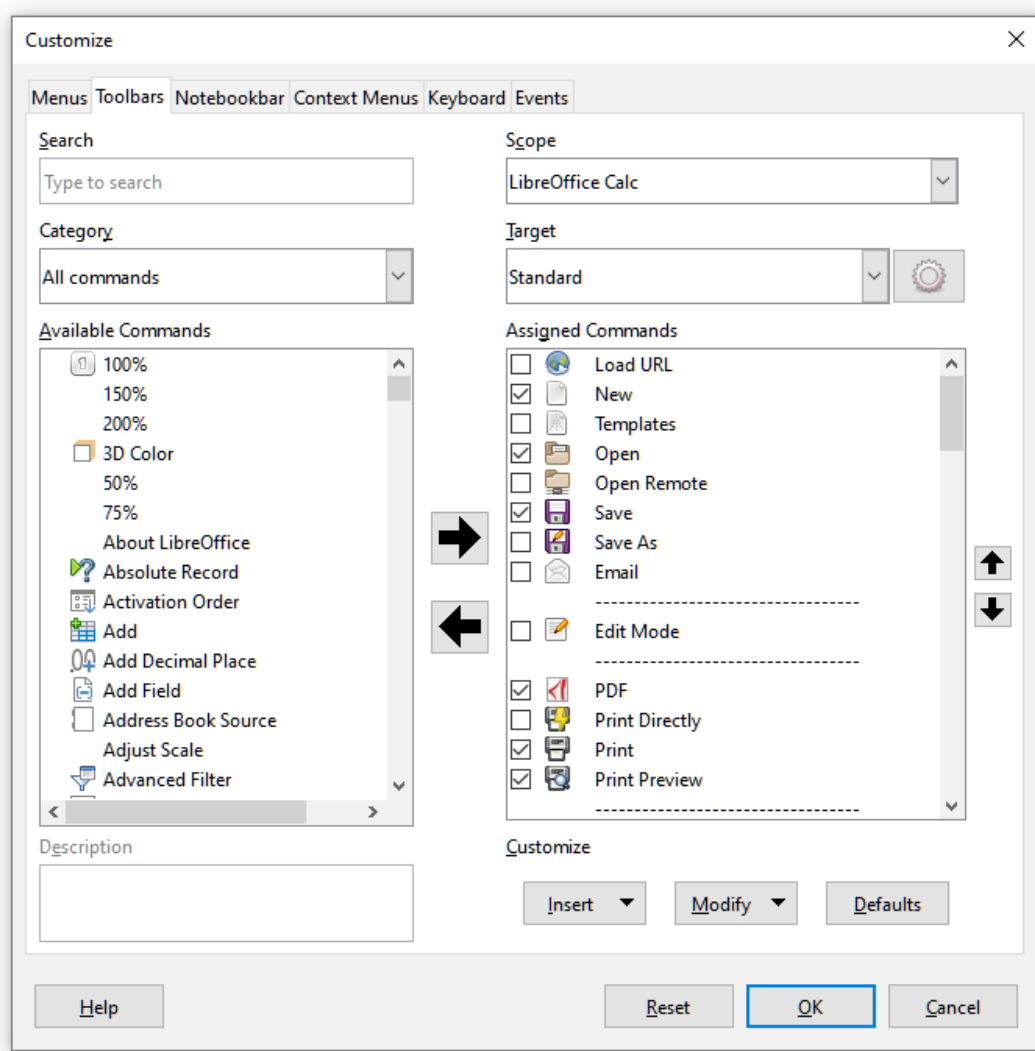 Customize
Menus Toolbars Notebookbar Context Menus Keyboard Events
Search
Type to search
Category
All commands
Available Commands
100%
150%
200%
3D Color
50%
75%
About LibreOffice
Absolute Record
Activation Order
Add
Add Decimal Place
Add Field
Address Book Source
Adjust Scale
Advanced Filter
Description
Scope
LibreOffice Calc
Target
Standard
Assigned Commands
Load URL
New
Templates
Open
Open Remote
Save
Save As
Email
----------------------------------
Edit Mode
----------------------------------
PDF
Print Directly
Print
Print Preview
----------------------------------
Customize
Insert Modify Defaults
Help Reset OK Cancel